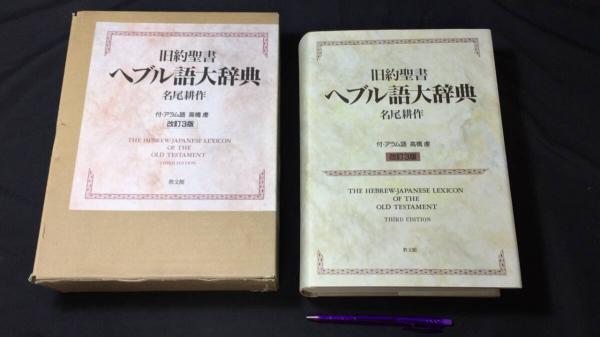 旧約聖書
ヘブル語大辞典
名尾耕作
付・アラム語 高橋 虔
改訂3版
THE HEBREW-JAPANESE LEXICON
OF THE
OLD TESTAMENT
THIRD EDITION
教文館
旧約聖書
ヘブル語大辞典
名尾耕作
付・アラム語 高橋 虔
改訂3版
THE HEBREW-JAPANESE LEXICON
OF THE
OLD TESTAMENT
THIRD EDITION
教文館